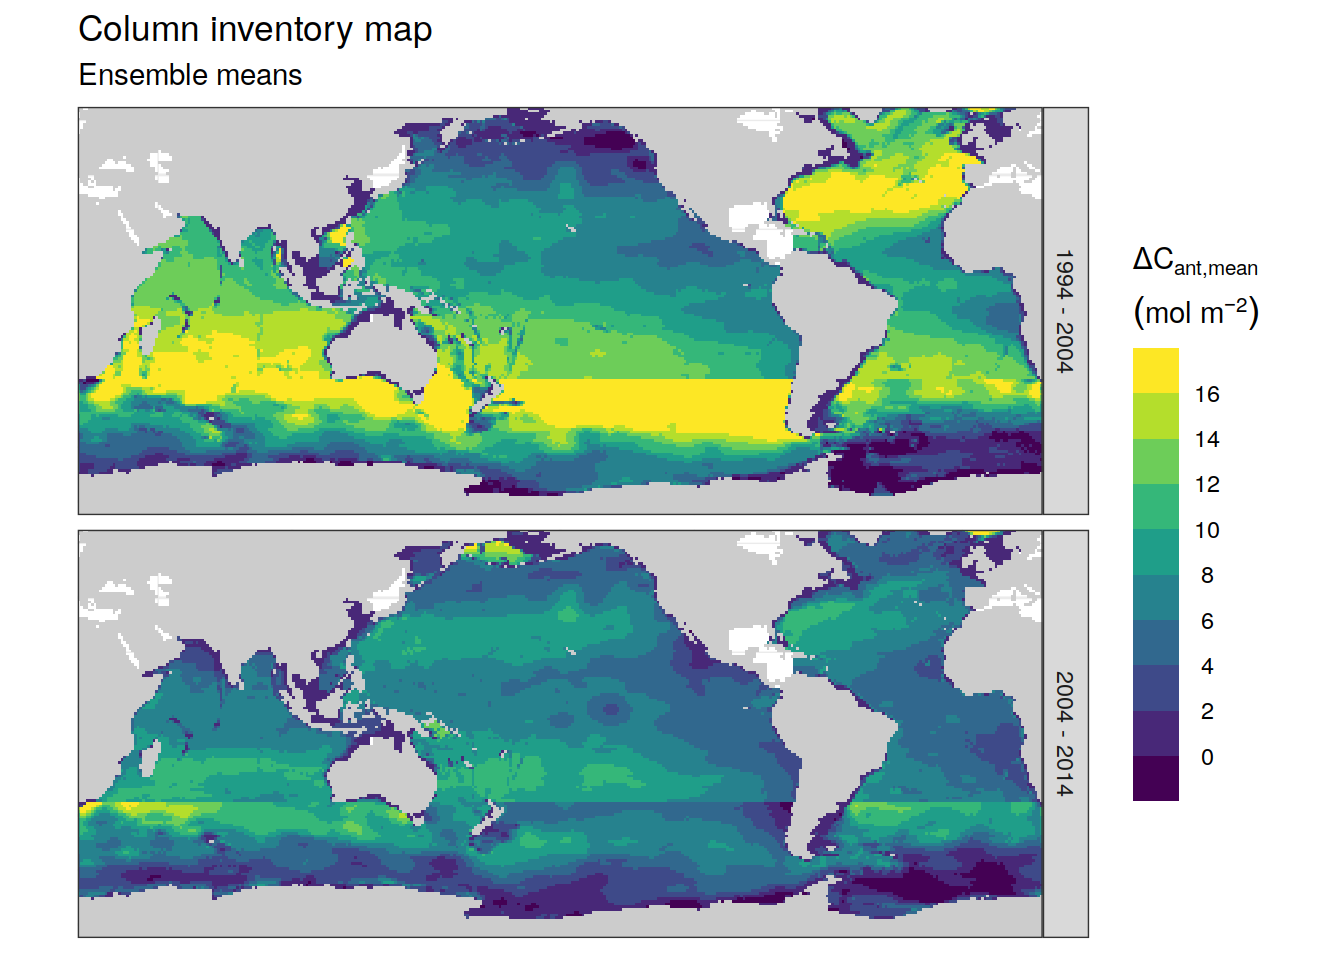 Column inventory map
Ensemble means
1994 - 2004
2004 - 2014
ΔCant,mean
(mol m−2)
16
14
12
10
8
6
4
2
0